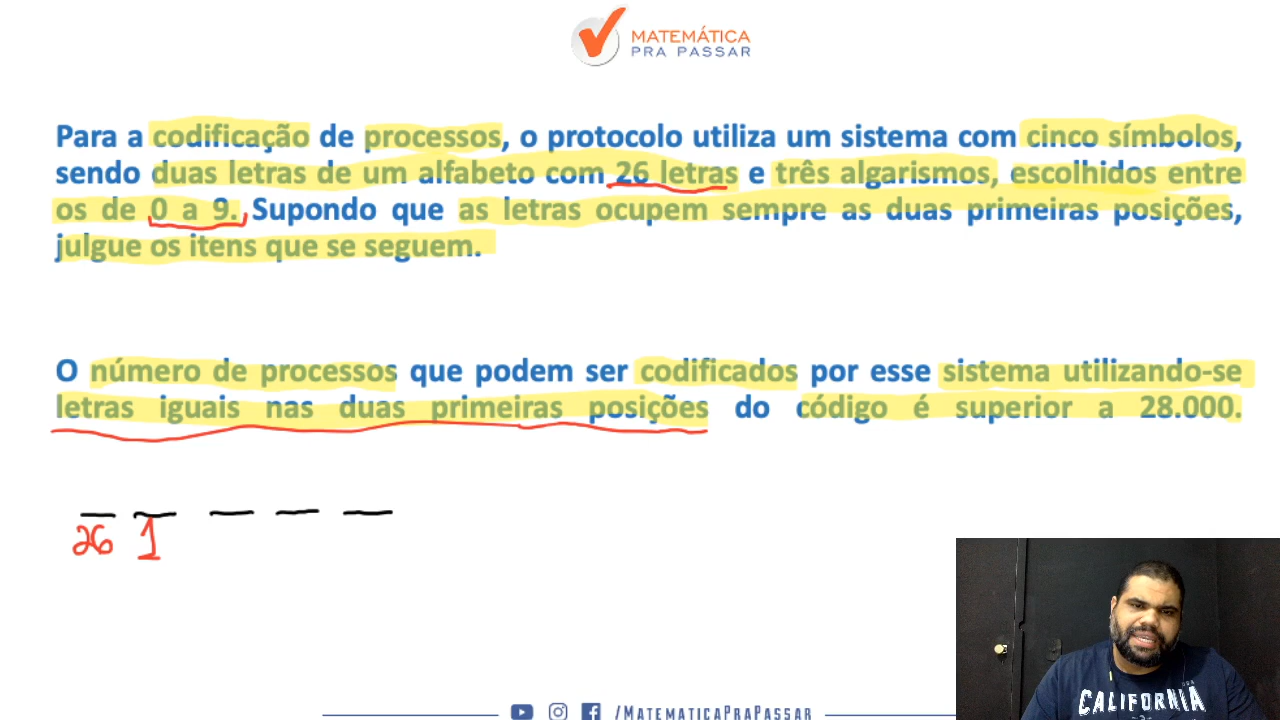 MATEMÁTICA
PRA PASSAR
Para a codificação de processos, o protocolo utiliza um sistema com cinco símbolos,
sendo duas letras de um alfabeto com 26 letras e três algarismos, escolhidos entre
os de 0 a 9. Supondo que as letras ocupem sempre as duas primeiras posições,
julgue os itens que se seguem.
O número de processos que podem ser codificados por esse sistema utilizando-se
letras iguais nas duas primeiras posições do código é superior a 28.000.
26 1
CALIFORNIA
/MATEMATICAPRAPASSAR